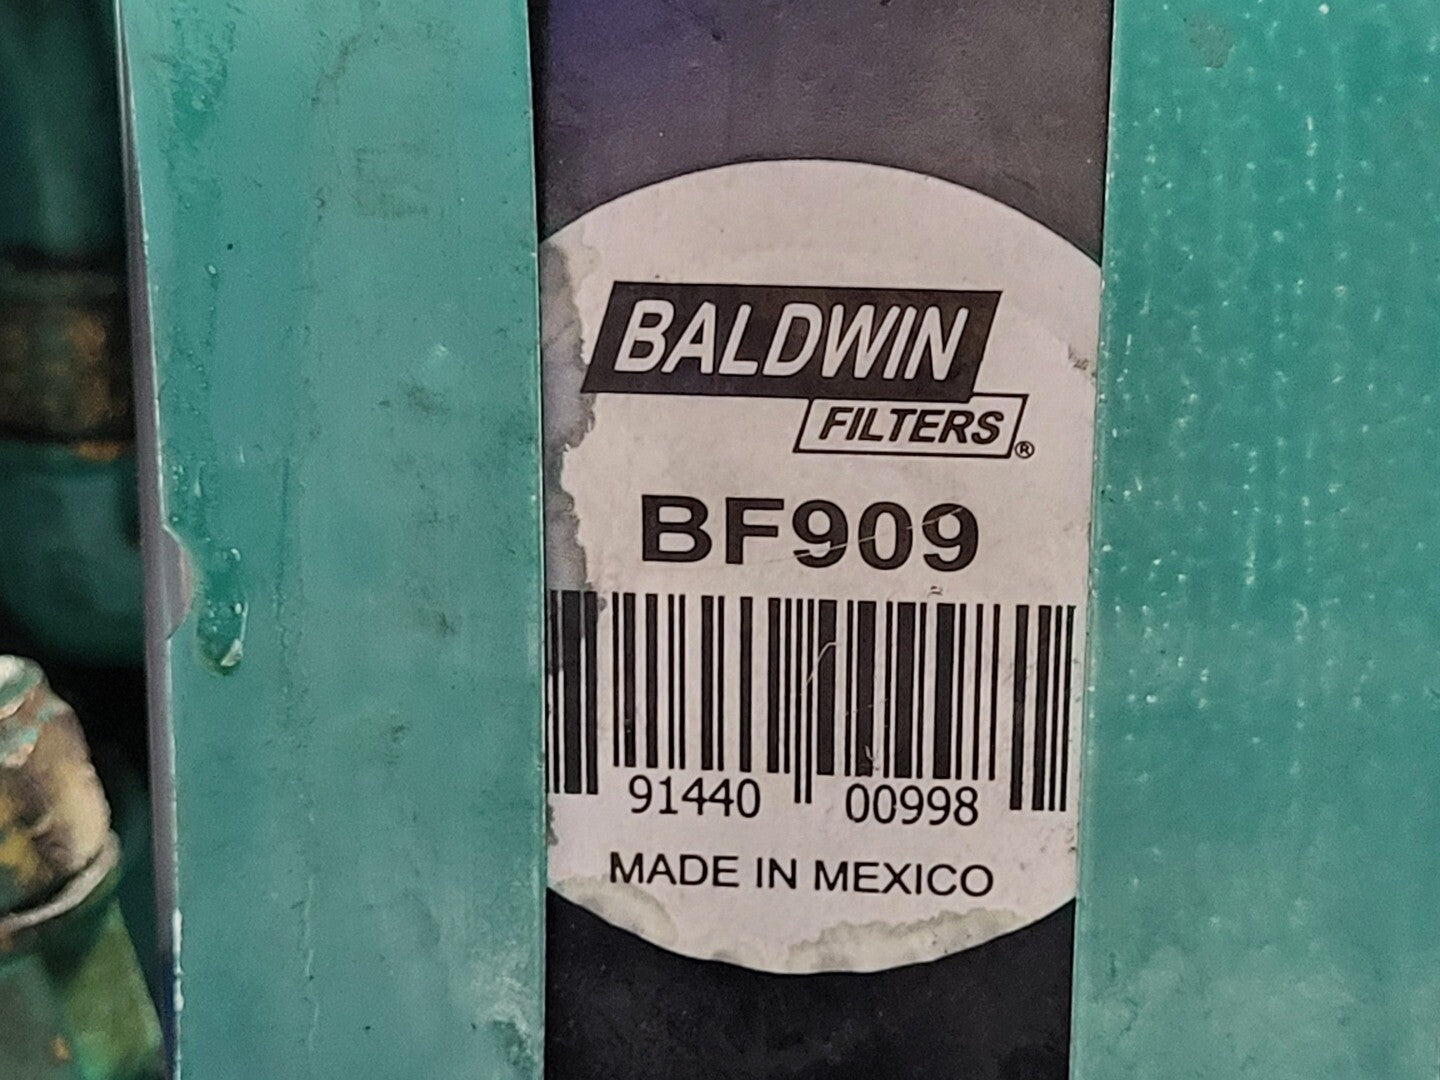 BALDWIN
FILTERS®
BF909
91440 00998
MADE IN MEXICO